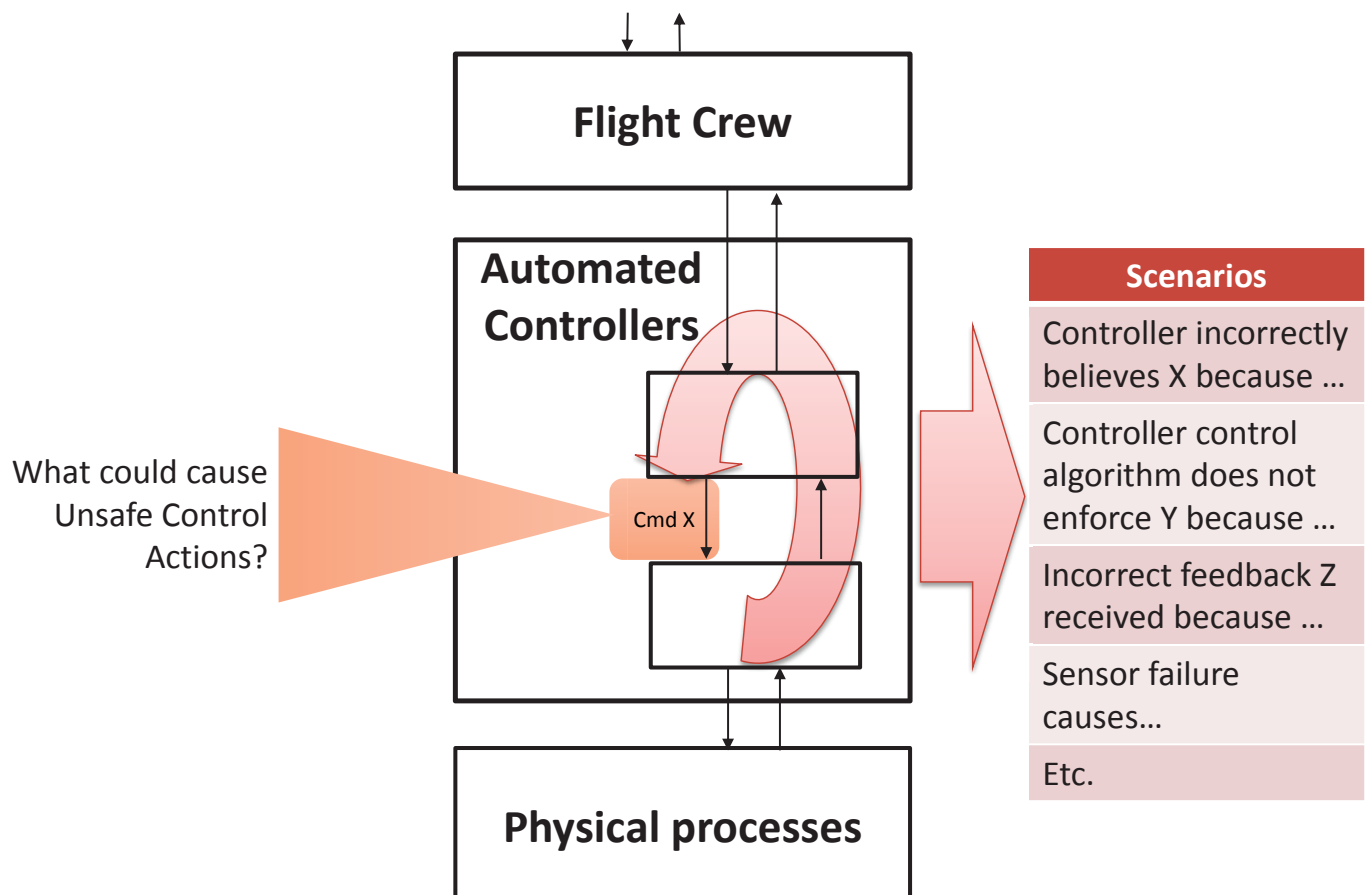 Flight Crew
Automated
Controllers
What could cause
Unsafe Control
Actions?
Cmd X
Scenarios
Controller incorrectly
believes X because ...
Controller control
algorithm does not
enforce Y because ...
Incorrect feedback Z
received because ...
Sensor failure
causes...
Etc.
Physical processes